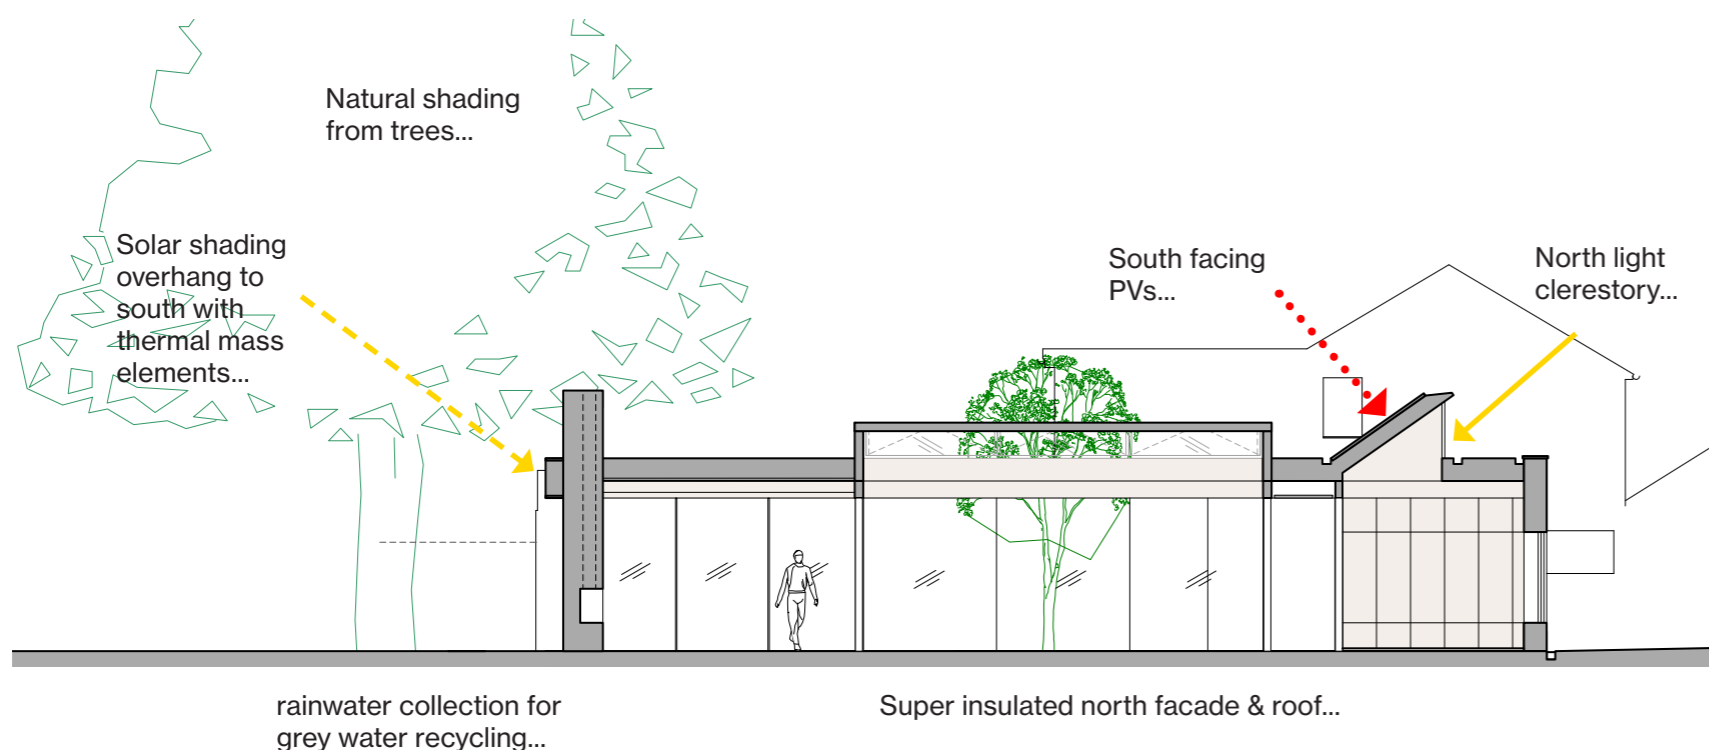 Natural shading
from trees...
Solar shading
overhang to
south with
thermal mass
elements...
South facing
PVs...
North light
clerestory...
rainwater collection for
grey water recycling...
Super insulated north facade & roof...